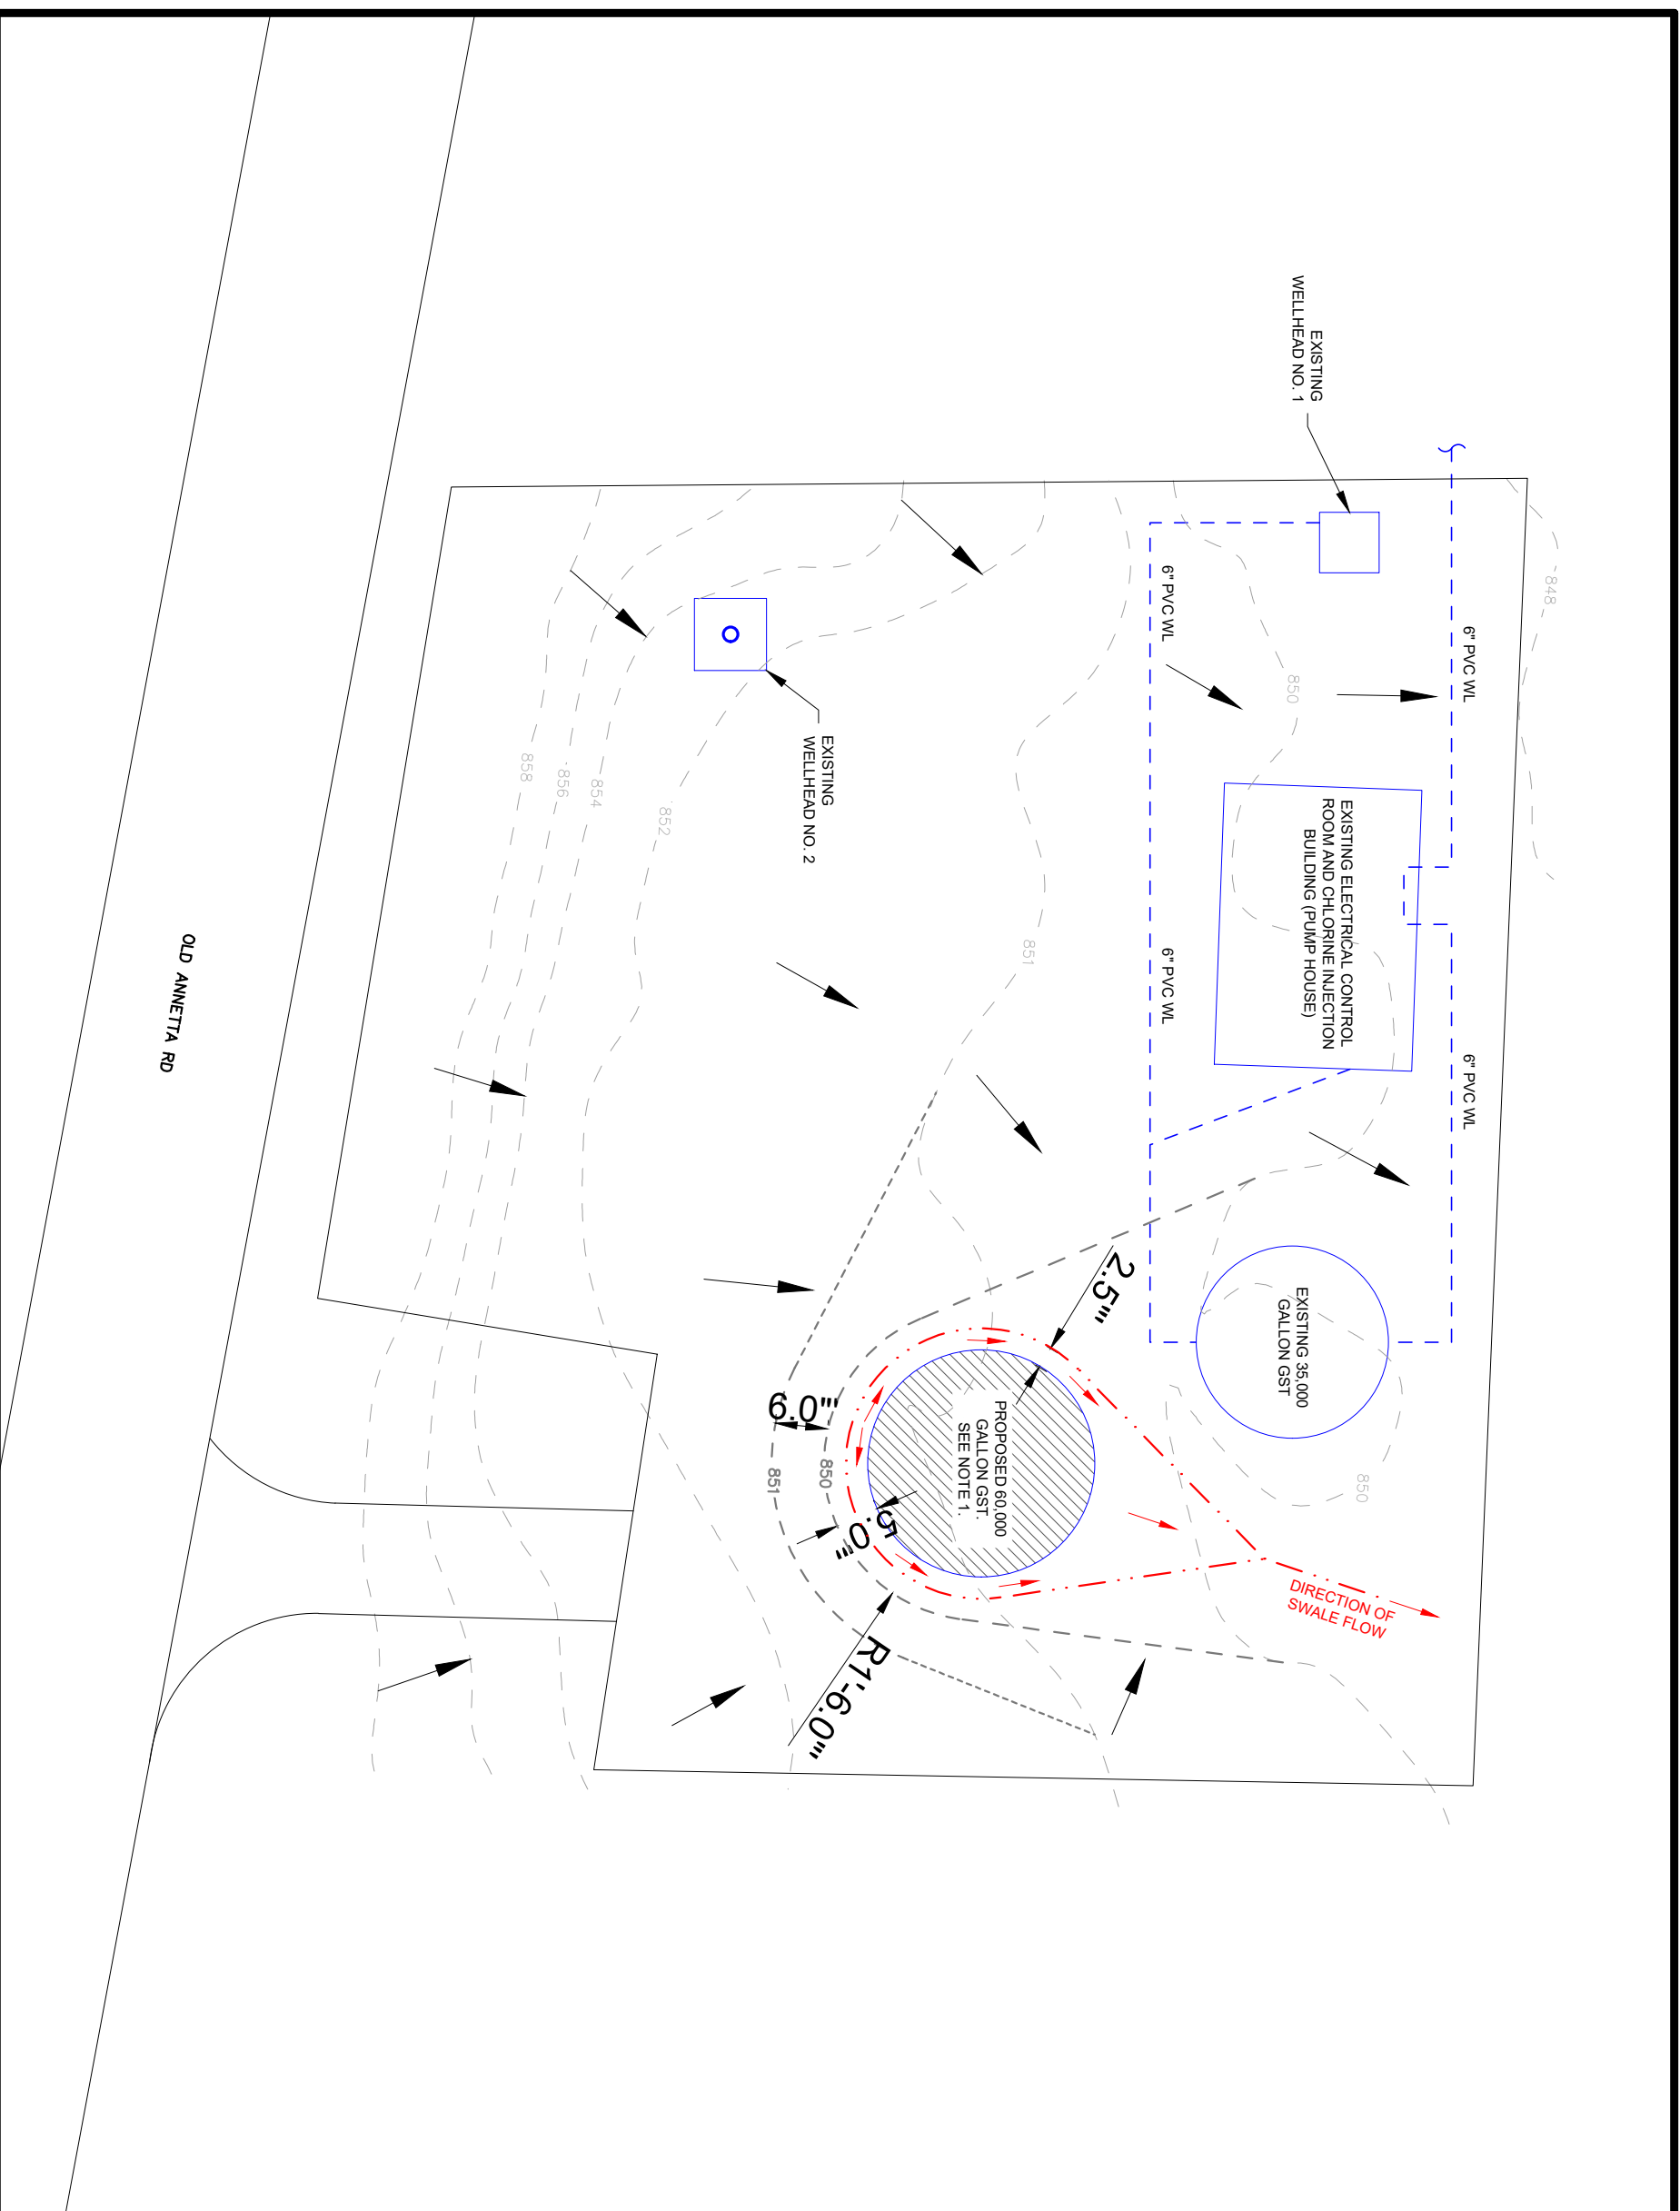 848
6" PVC WL
6" PVC WL
EXISTING
WELLHEAD NO. 1
6" PVC WL
6" PVC WL
850
EXISTING ELECTRICAL CONTROL
ROOM AND CHLORINE INJECTION
BUILDING (PUMP HOUSE)
EXISTING 35,000
GALLON GST
850
DIRECTION OF
SWALE FLOW
2.5"'
851
PROPOSED 60,000
GALLON GST.
SEE NOTE 1.
EXISTING
WELLHEAD NO. 2
6.0"'
5.0"'
850
851
R1'-6.0"'
852
854
856
858
OLD ANNETTA RD